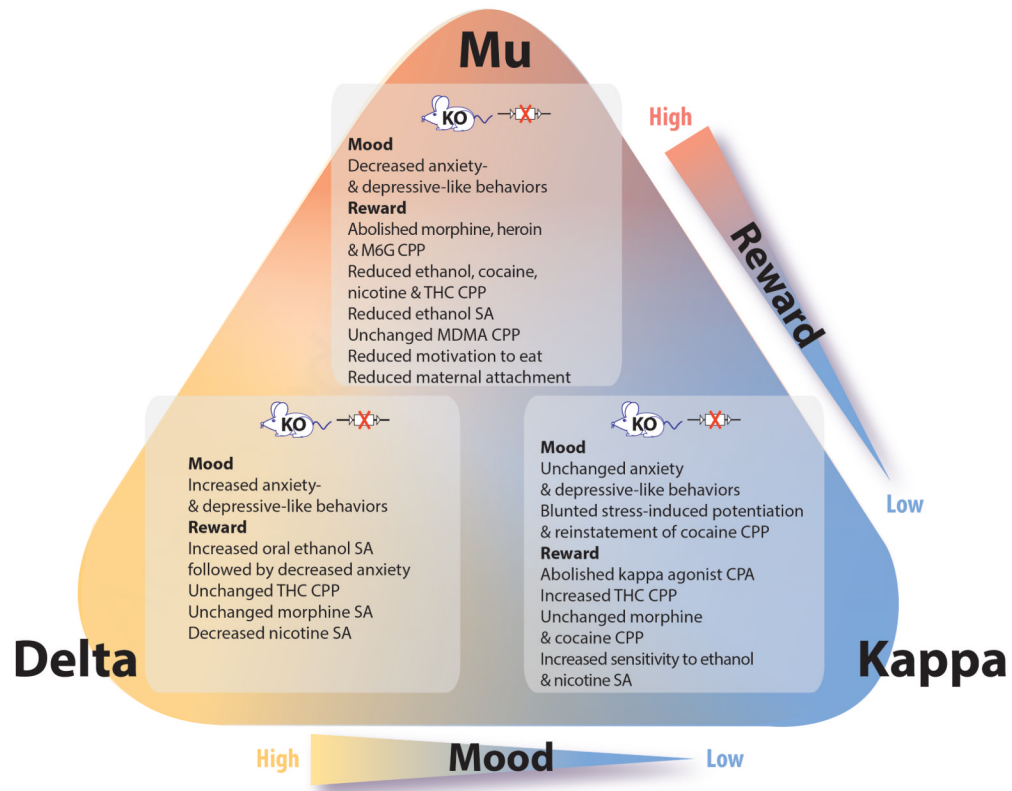 Mu
KO
Mood
Decreased anxiety-
& depressive-like behaviors
Reward
Abolished morphine, heroin
& M6G CPP
Reduced ethanol, cocaine,
nicotine & THC CPP
Reduced ethanol SA
Unchanged MDMA CPP
Reduced motivation to eat
Reduced maternal attachment
High
Reward
Low
KO
Mood
Increased anxiety-
& depressive-like behaviors
Reward
Increased oral ethanol SA
followed by decreased anxiety
Unchanged THC CPP
Unchanged morphine SA
Decreased nicotine SA
Delta
KO
Mood
Unchanged anxiety
& depressive-like behaviors
Blunted stress-induced potentiation
& reinstatement of cocaine CPP
Reward
Abolished kappa agonist CPA
Increased THC CPP
Unchanged morphine
& cocaine CPP
Increased sensitivity to ethanol
& nicotine SA
Kappa
High
Mood
Low